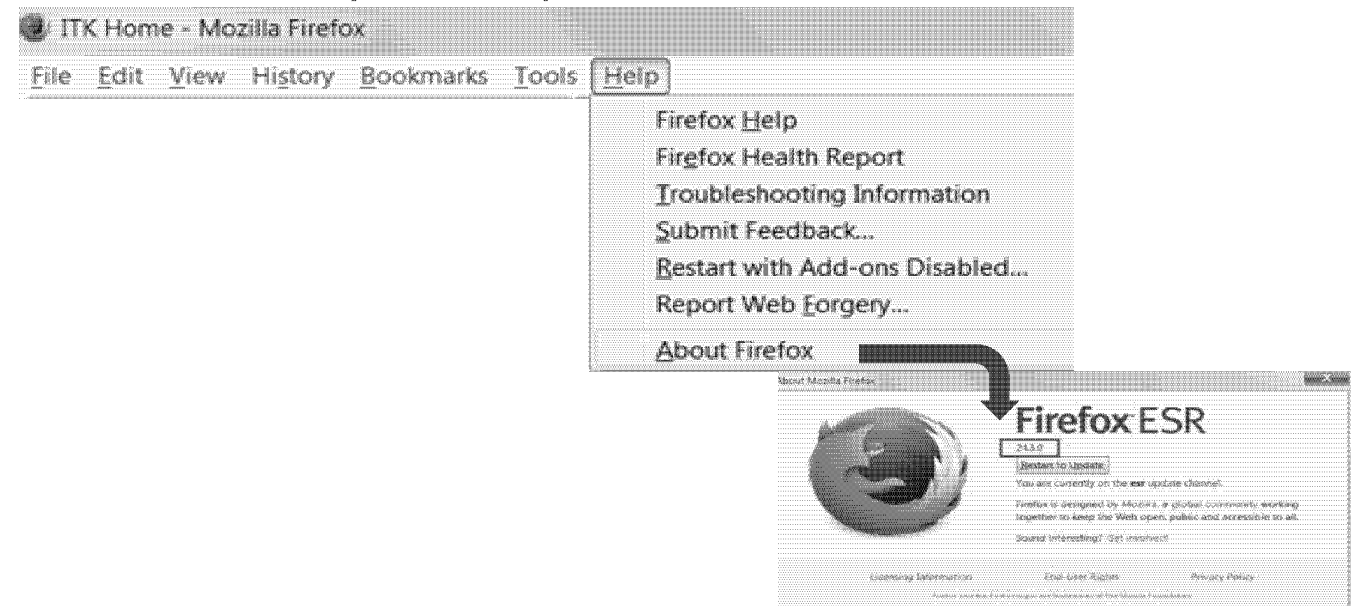 ITK Home - Mozilla Firefox
File Edit View History Bookmarks Tools Help
Firefox Help
Firefox Health Report
Troubleshooting Information
Submit Feedback...
Restart with Add-ons Disabled...
Report Web Forgery...
About Firefox
About Mozilla Firefox
Firefox ESR
24.3.0
Restart to Update
You are currently on the esr update channel.
Firefox is designed by Mozilla, a global community working
together to keep the Web open, public and accessible to all.
Sound interesting? Get involved!
Licensing Information End-User Rights Privacy Policy